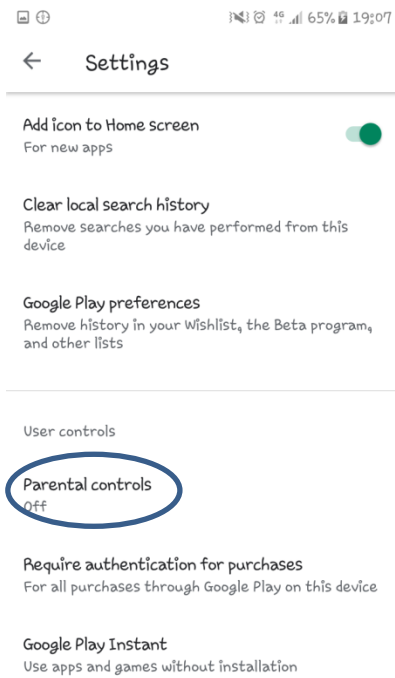 4G 65% 19:07
Settings
Add icon to Home screen
For new apps
Clear local search history
Remove searches you have performed from this
device
Google Play preferences
Remove history in your Wishlist, the Beta program,
and other lists
User controls
Parental controls
Off
Require authentication for purchases
For all purchases through Google Play on this device
Google Play Instant
Use apps and games without installation